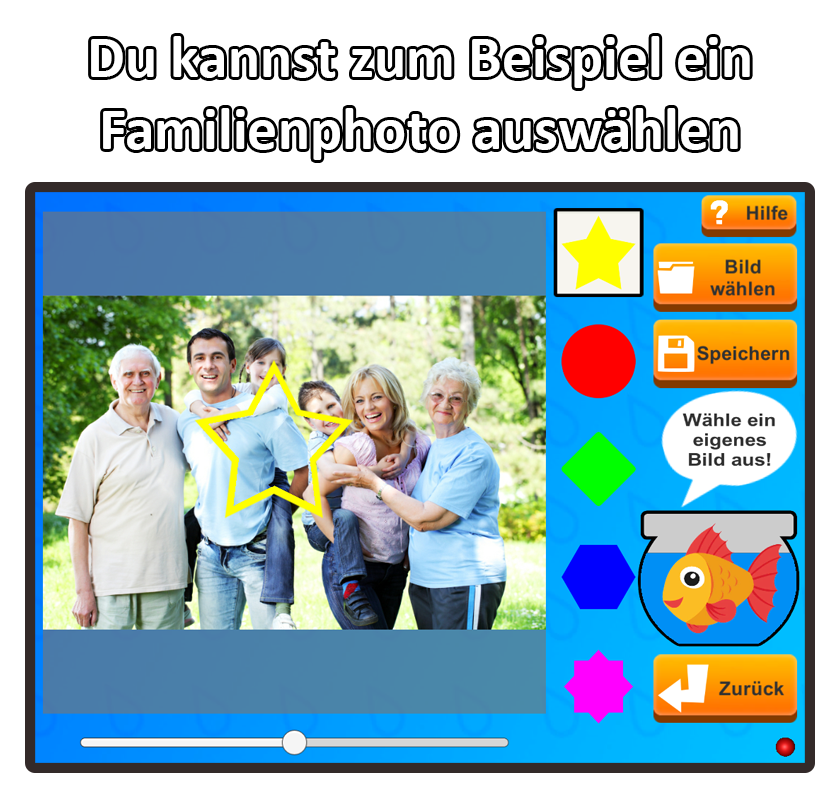 Du kannst zum Beispiel ein
Familienphoto auswählen
? Hilfe
Bild
wählen
Speichern
Wähle ein
eigenes
Bild aus!
Zurück